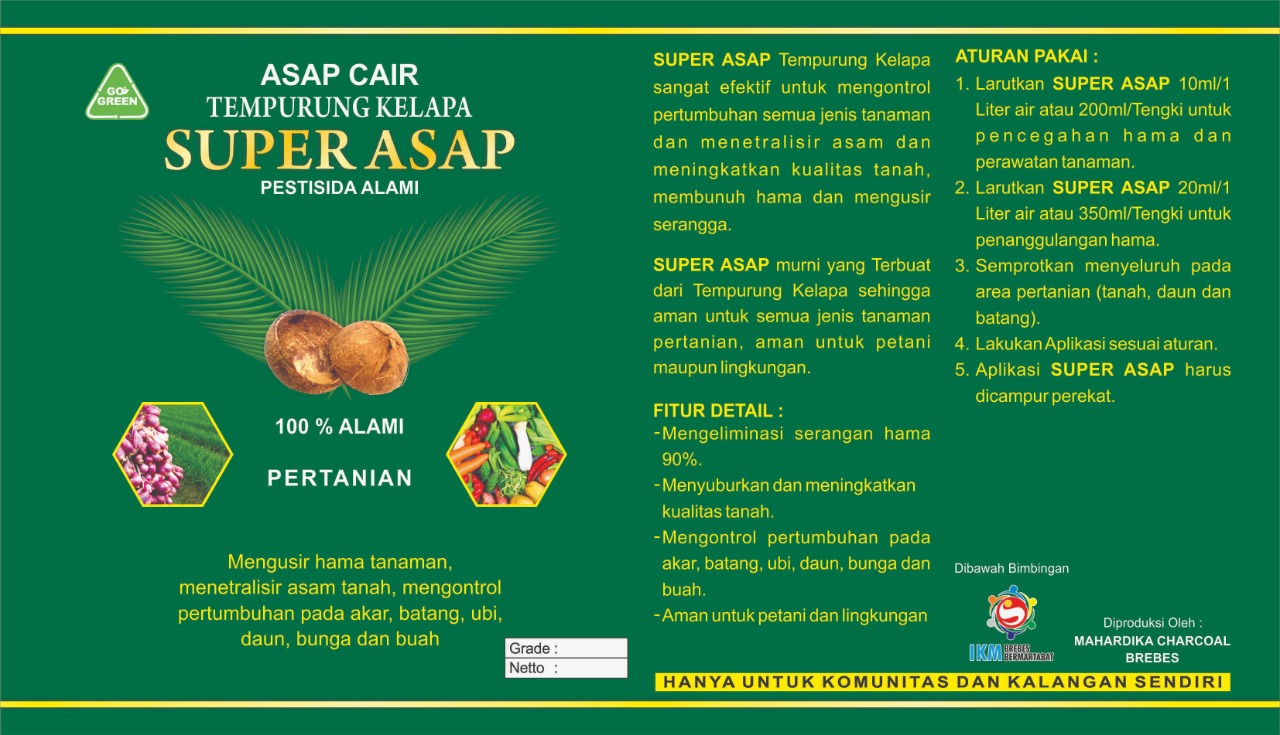 GO
GREEN
ASAP CAIR
TEMPURUNG KELAPA
SUPER ASAP
PESTISIDA ALAMI
100 % ALAMI
PERTANIAN
Mengusir hama tanaman,
menetralisir asam tanah, mengontrol
pertumbuhan pada akar, batang, ubi,
daun, bunga dan buah
Grade :
Netto :
SUPER ASAP Tempurung Kelapa
sangat efektif untuk mengontrol
pertumbuhan semua jenis tanaman
dan menetralisir asam dan
meningkatkan kualitas tanah,
membunuh hama dan mengusir
serangga.
SUPER ASAP murni yang Terbuat
dari Tempurung Kelapa sehingga
aman untuk semua jenis tanaman
pertanian, aman untuk petani
maupun lingkungan.
FITUR DETAIL :
-Mengeliminasi serangan hama
90%.
-Menyuburkan dan meningkatkan
kualitas tanah.
-Mengontrol pertumbuhan pada
akar, batang, ubi, daun, bunga dan
buah.
-Aman untuk petani dan lingkungan
ATURAN PAKAI :
1. Larutkan SUPER ASAP 10ml/1
Liter air atau 200ml/Tengki untuk
pencegahan hama dan
perawatan tanaman.
2. Larutkan SUPER ASAP 20ml/1
Liter air atau 350ml/Tengki untuk
penanggulangan hama.
3. Semprotkan menyeluruh pada
area pertanian (tanah, daun dan
batang).
4. Lakukan Aplikasi sesuai aturan.
5. Aplikasi SUPER ASAP harus
dicampur perekat.
Dibawah Bimbingan
IKM BREBES
BERMARTABAT
Diproduksi Oleh :
MAHARDIKA CHARCOAL
BREBES
HANYA UNTUK KOMUNITAS DAN KALANGAN SENDIRI